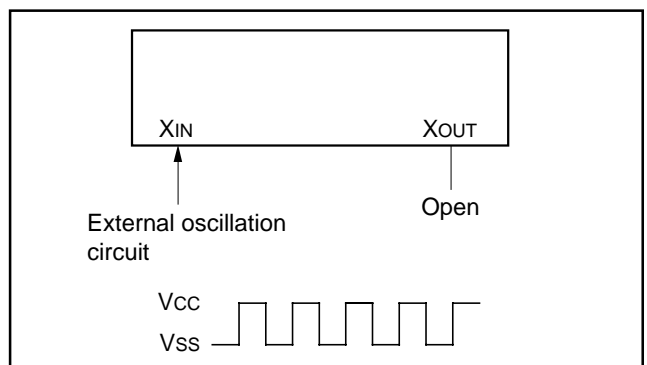 XIN XOUT
External oscillation
circuit
Open
VCC
VSS